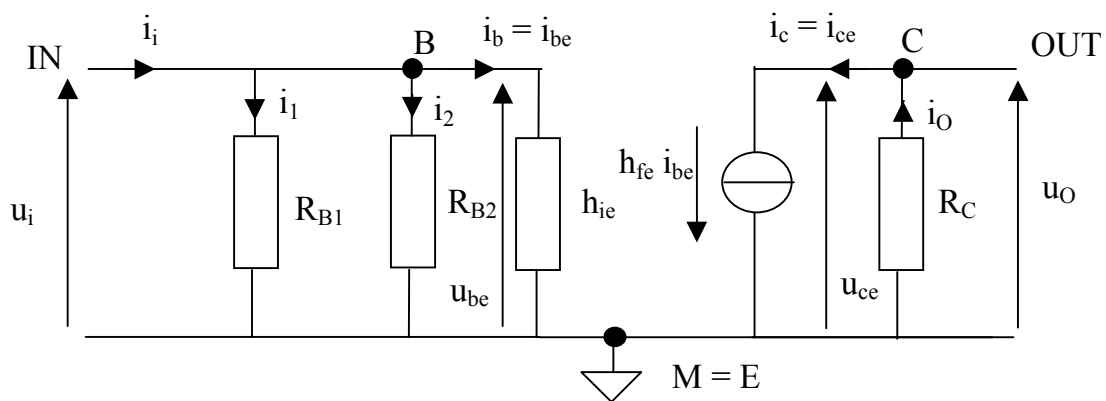 i_i
B
i_b = i_be
i_c = i_ce
C
IN
OUT
i_1
i_2
i_O
h_fe i_be
u_i
R_B1
R_B2
h_ie
R_C
u_O
u_be
u_ce
M = E